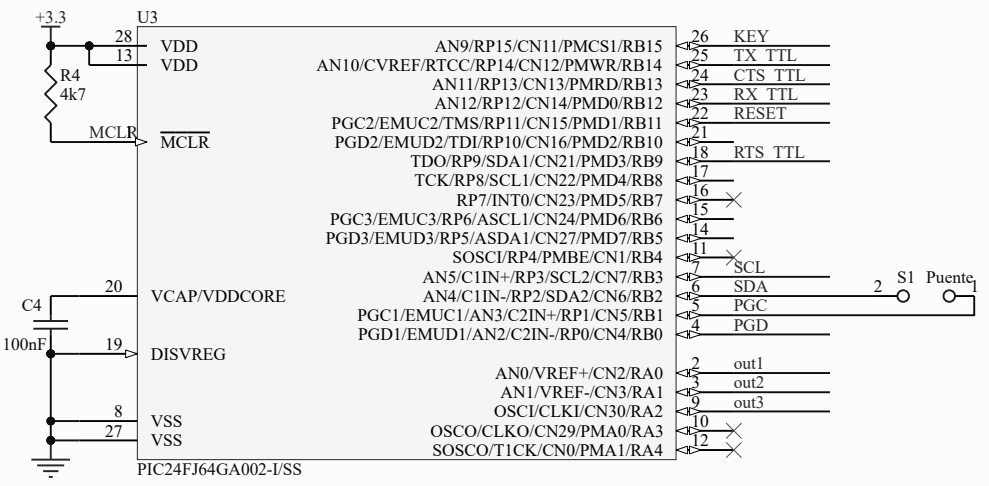 +3.3
U3
28 VDD
13 VDD
R4
4k7
MCLR
1
MCLR
C4
100nF
20 VCAP/VDDCORE
19 DISVREG
8 VSS
27 VSS
AN9/RP15/CN11/PMCS1/RB15 26 KEY
AN10/CVREF/RTCC/RP14/CN12/PMWR/RB14 25 TX TTL
AN11/RP13/CN13/PMRD/RB13 24 CTS TTL
AN12/RP12/CN14/PMD0/RB12 23 RX TTL
PGC2/EMUC2/TMS/RP11/CN15/PMD1/RB11 22 RESET
PGD2/EMUD2/TDI/RP10/CN16/PMD2/RB10 21
TDO/RP9/SDA1/CN21/PMD3/RB9 18 RTS TTL
TCK/RP8/SCL1/CN22/PMD4/RB8 17
RP7/INT0/CN23/PMD5/RB7 16
PGC3/EMUC3/RP6/ASCL1/CN24/PMD6/RB6 15
PGD3/EMUD3/RP5/ASDA1/CN27/PMD7/RB5 14
SOSCI/RP4/PMBE/CN1/RB4 11
AN5/C1IN+/RP3/SCL2/CN7/RB3 7 SCL
AN4/C1IN-/RP2/SDA2/CN6/RB2 6 SDA 2 S1 Puente 1
PGC1/EMUC1/AN3/C2IN+/RP1/CN5/RB1 5 PGC
PGD1/EMUD1/AN2/C2IN-/RP0/CN4/RB0 4 PGD
AN0/VREF+/CN2/RA0 2 out1
AN1/VREF-/CN3/RA1 3 out2
OSCI/CLKI/CN30/RA2 9 out3
OSCO/CLKO/CN29/PMA0/RA3 10
SOSCO/T1CK/CN0/PMA1/RA4 12
PIC24FJ64GA002-I/SS